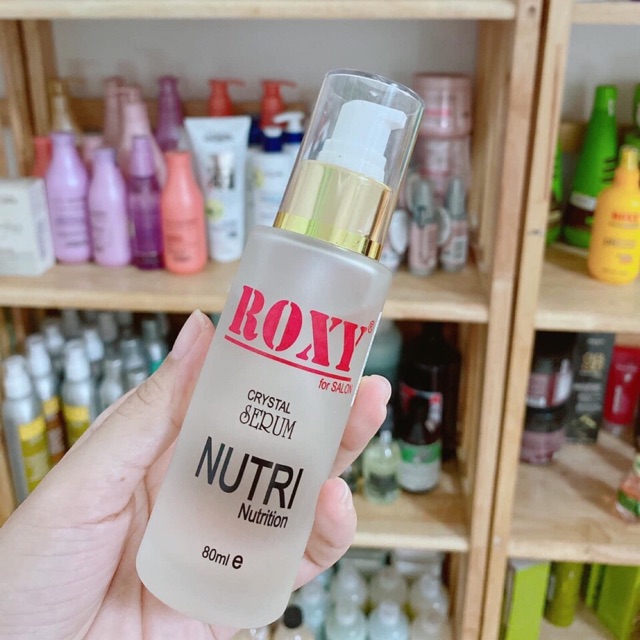 ROXY®
for SALON
CRYSTAL
SERUM
NUTRI
Nutrition
80ml e